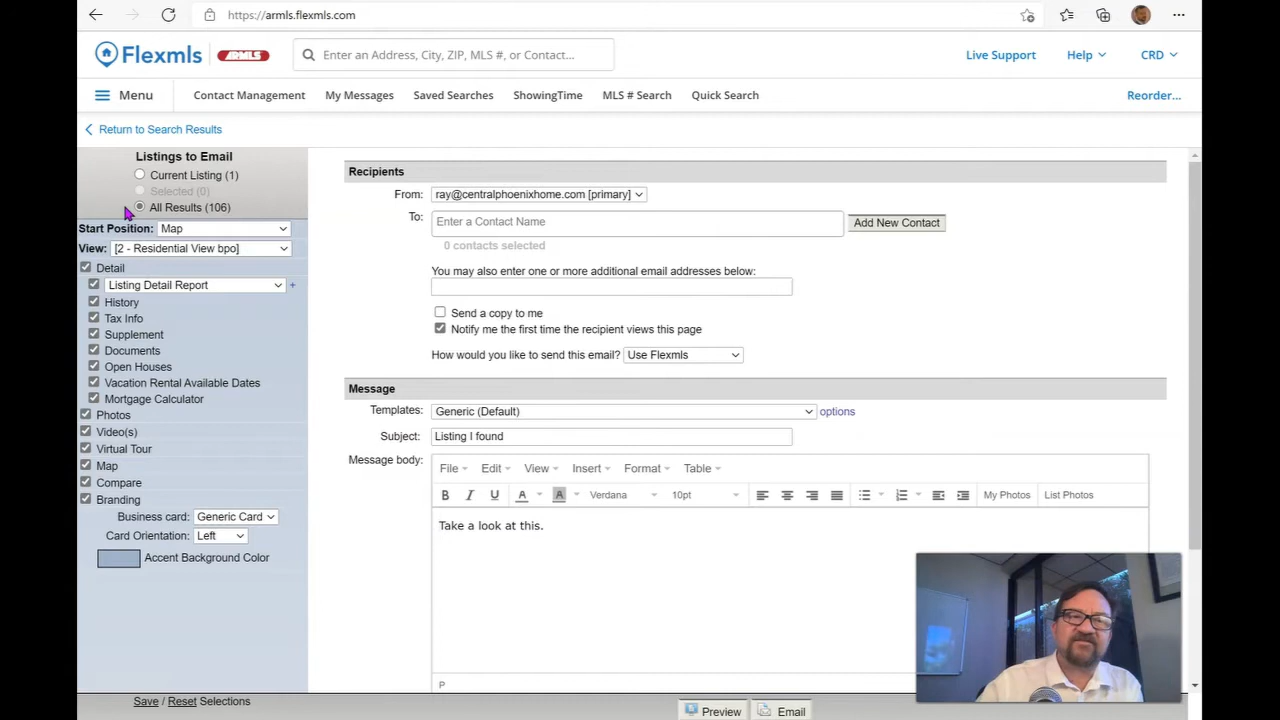 https://armls.flexmls.com
Flexmls ARMLS Enter an Address, City, ZIP, MLS #, or Contact... Live Support Help CRD
Menu Contact Management My Messages Saved Searches ShowingTime MLS # Search Quick Search Reorder...
Return to Search Results
Listings to Email
Current Listing (1)
Selected (0)
All Results (106)
Start Position: Map
View: [2 - Residential View bpo]
Detail
Listing Detail Report +
History
Tax Info
Supplement
Documents
Open Houses
Vacation Rental Available Dates
Mortgage Calculator
Photos
Video(s)
Virtual Tour
Map
Compare
Branding
Business card: Generic Card
Card Orientation: Left
Accent Background Color
Save / Reset Selections
Recipients
From: ray@centralphoenixhome.com [primary]
To: Enter a Contact Name Add New Contact
0 contacts selected
You may also enter one or more additional email addresses below:
Send a copy to me
Notify me the first time the recipient views this page
How would you like to send this email? Use Flexmls
Message
Templates: Generic (Default) options
Subject: Listing I found
Message body: File Edit View Insert Format Table
B I U A A Verdana 10pt My Photos List Photos
Take a look at this.
P
Preview Email